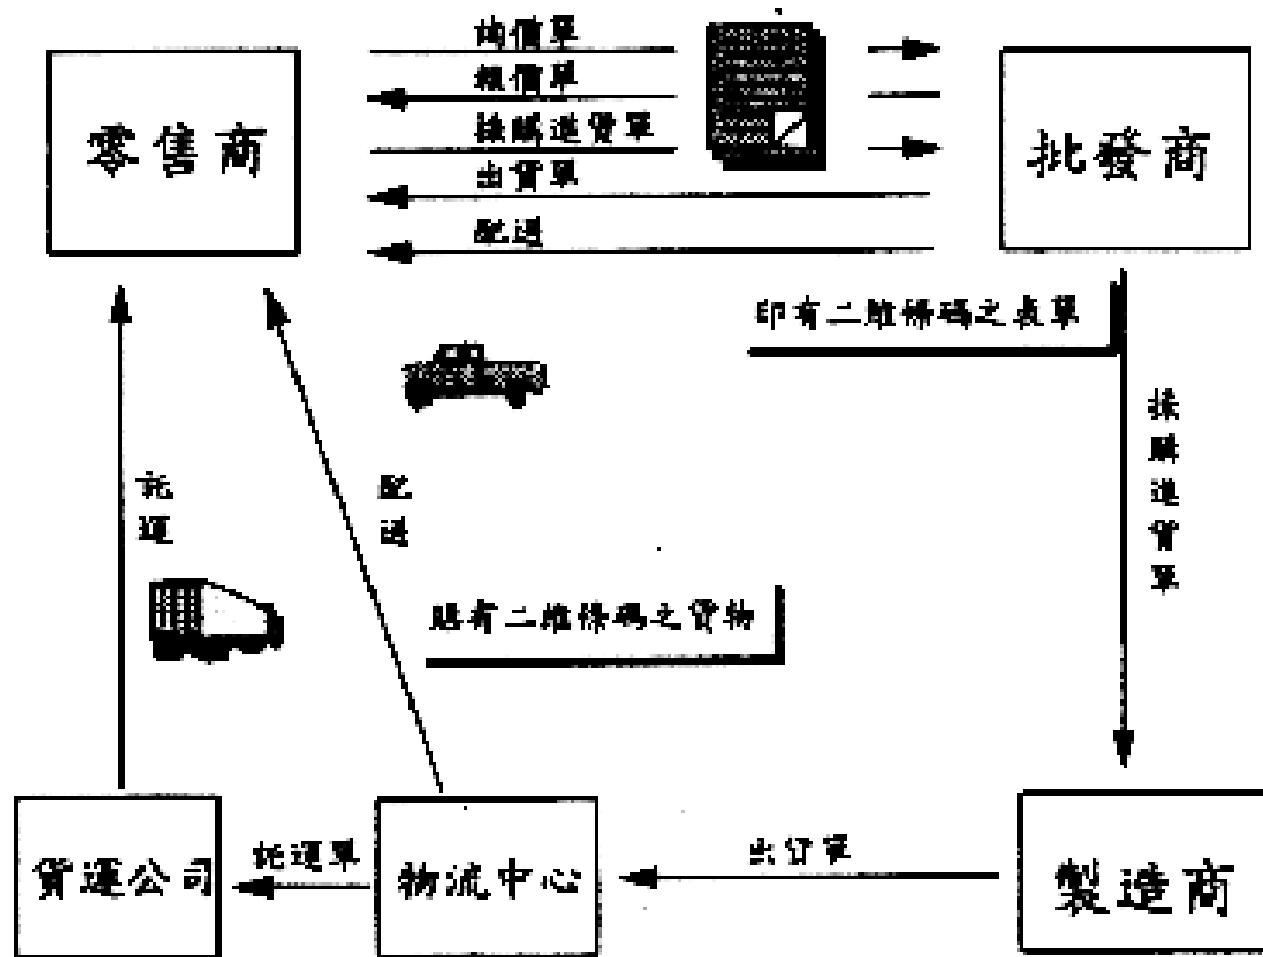 詢價單
報價單
採購進貨單
出貨單
配送
零售商
批發商
印有二維條碼之表單
採購進貨單
託運
配送
貼有二維條碼之貨物
貨運公司
託運單
物流中心
出貨單
製造商